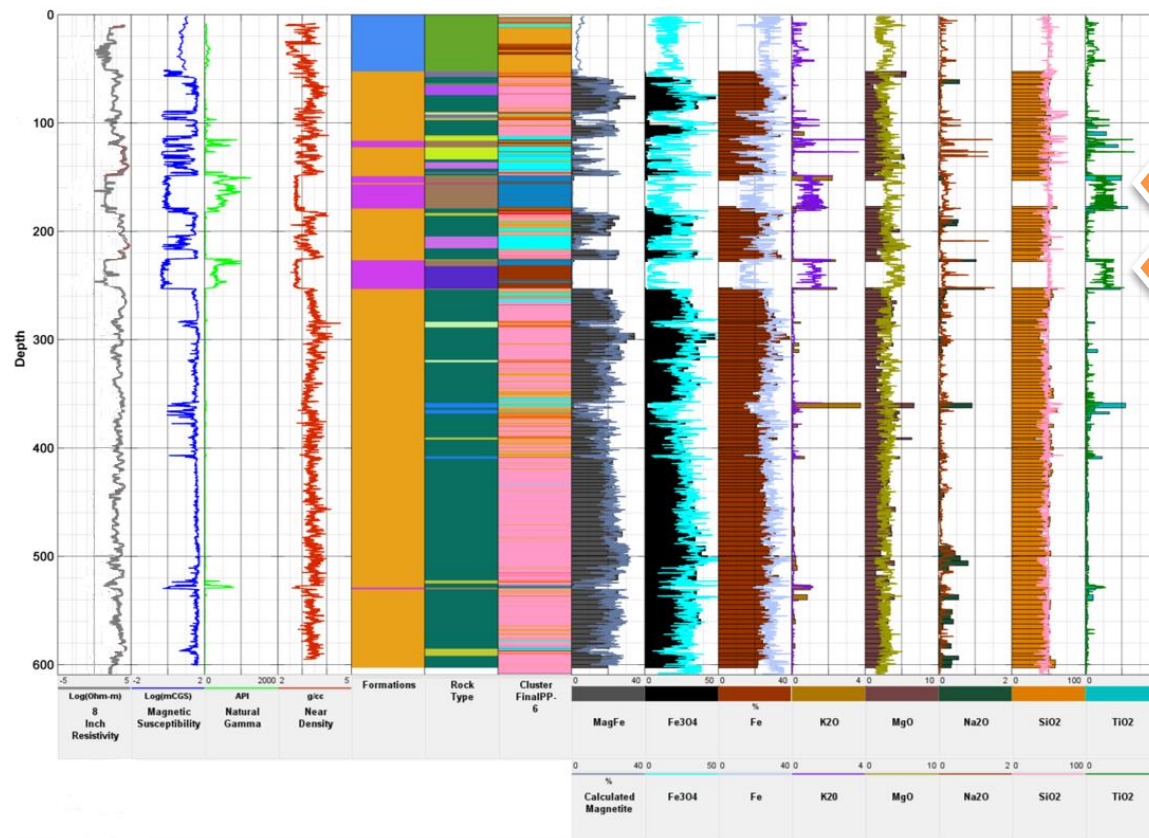 0
100
200
300
400
500
600
Depth
-5 5 -2 2 0 2000 2 5
Log(Ohm-m) Log(mCGS) API g/cc
8 Inch Resistivity
Magnetic Susceptibility
Natural Gamma
Near Density
Formations
Rock Type
Cluster FinalPP-6
0 40 0 50 0 40 0 4 0 10 0 2 0 100 0
%
MagFe Fe3O4 Fe K2O MgO Na2O SiO2 TiO2
0 40 0 50 0 40 0 4 0 10 0 2 0 100 0
%
Calculated Magnetite
Fe3O4 Fe K20 MgO Na2O SiO2 TiO2